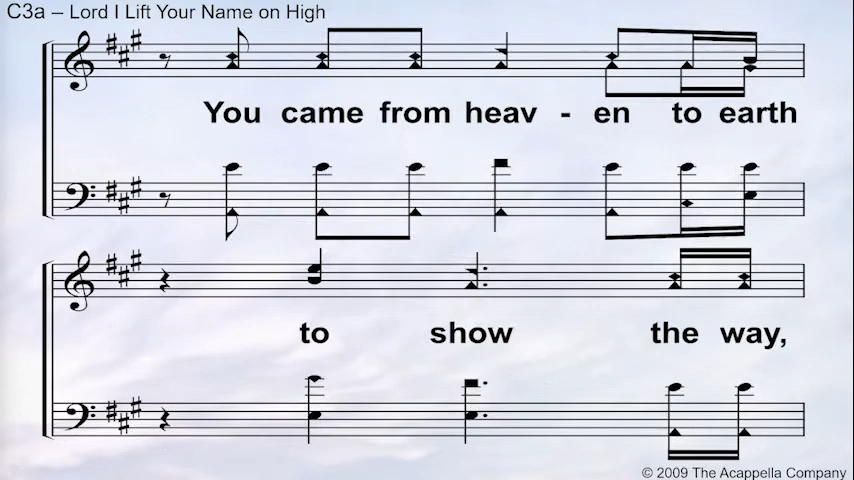 C3a – Lord I Lift Your Name on High
You came from heav - en to earth
to show the way,
© 2009 The Acappella Company